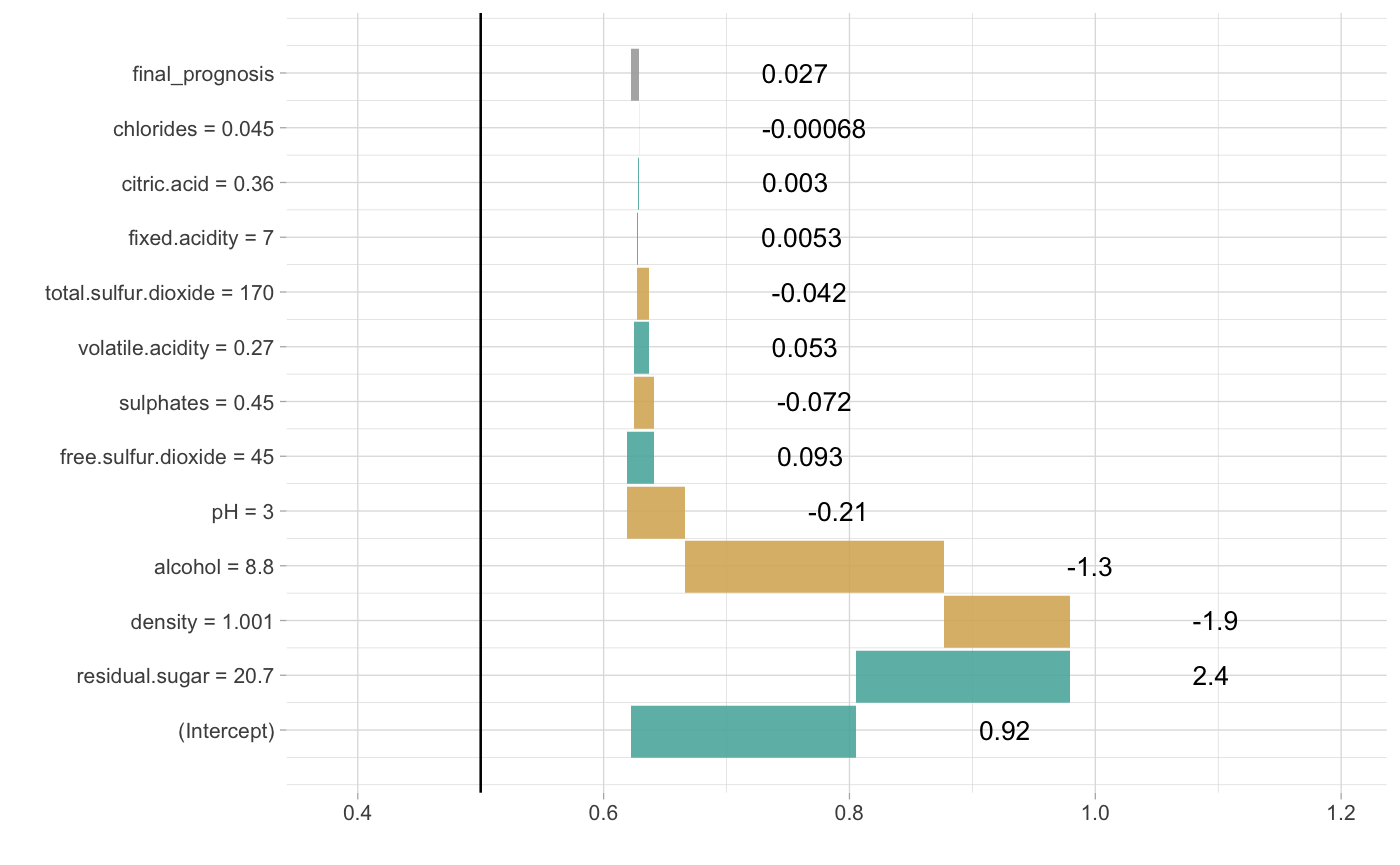 final_prognosis 0.027
chlorides = 0.045 -0.00068
citric.acid = 0.36 0.003
fixed.acidity = 7 0.0053
total.sulfur.dioxide = 170 -0.042
volatile.acidity = 0.27 0.053
sulphates = 0.45 -0.072
free.sulfur.dioxide = 45 0.093
pH = 3 -0.21
alcohol = 8.8 -1.3
density = 1.001 -1.9
residual.sugar = 20.7 2.4
(Intercept) 0.92
0.4 0.6 0.8 1.0 1.2